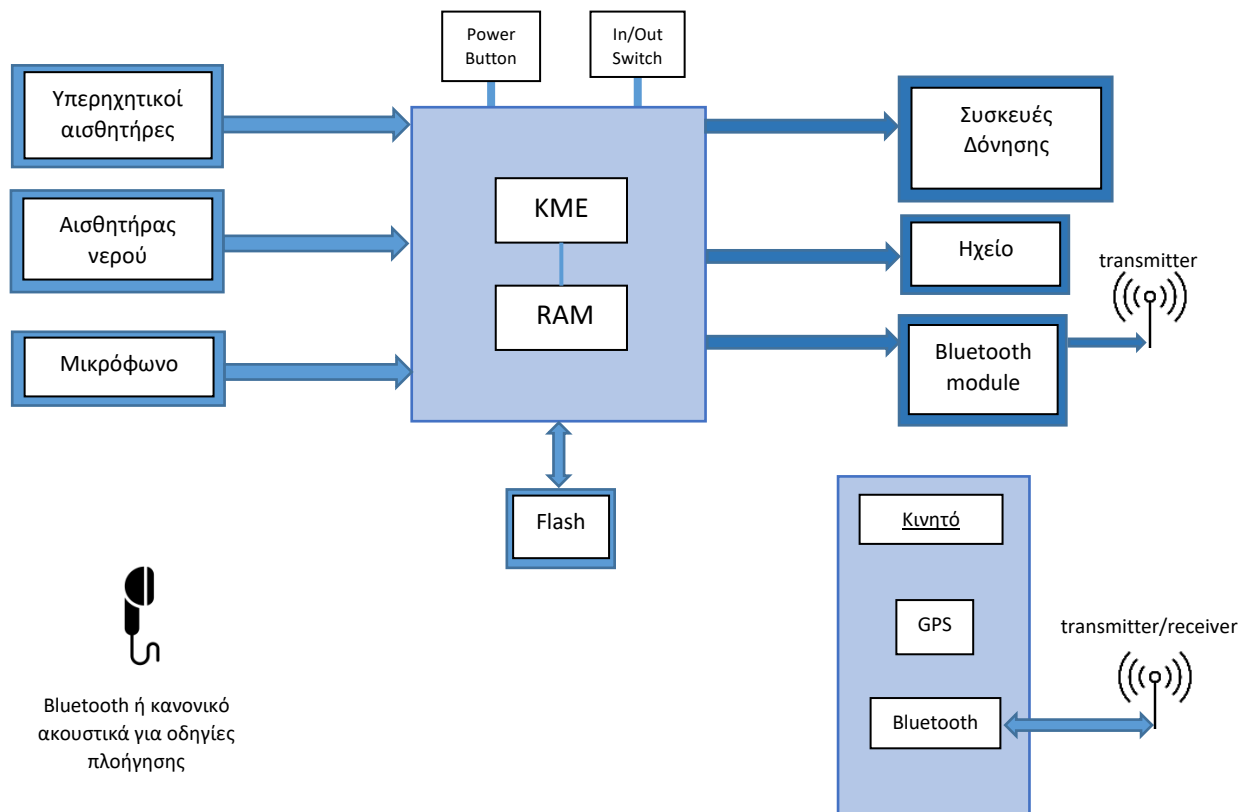 Power
Button
In/Out
Switch
Υπερηχητικοί
αισθητήρες
Αισθητήρας
νερού
Μικρόφωνο
ΚΜΕ
RAM
Συσκευές
Δόνησης
Ηχείο
transmitter
Bluetooth
module
Flash
Κινητό
GPS
transmitter/receiver
Bluetooth
Bluetooth ή κανονικό
ακουστικά για οδηγίες
πλοήγησης